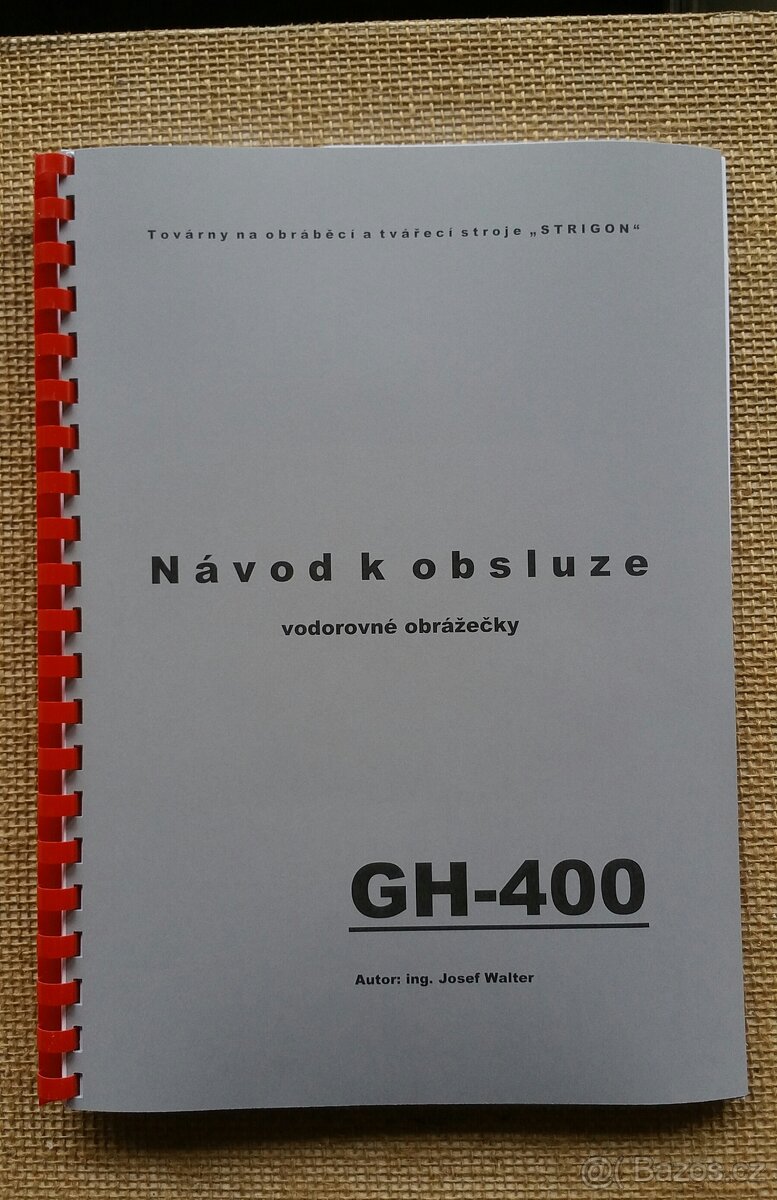 Továrny na obráběcí a tvářecí stroje „STRIGON“
Návod k obsluze
vodorovné obrážečky
GH-400
Autor: ing. Josef Walter
@ Bazos.cz